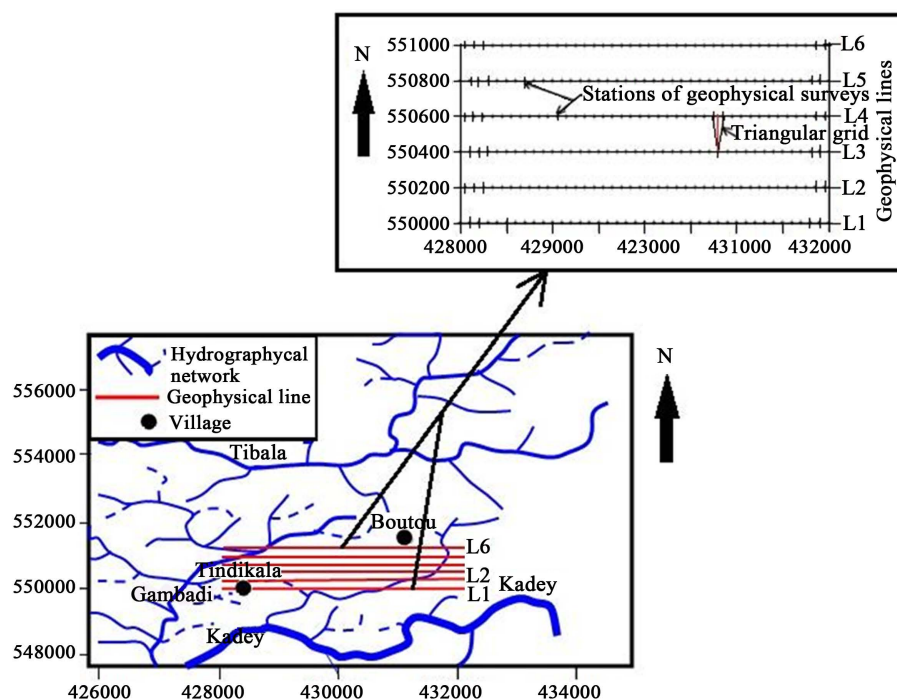 N
551000
L6
550800
L5
Stations of geophysical surveys
550600
L4
Triangular grid
550400
L3
550200
L2
550000
L1
Geophysical lines
428000 429000 423000 431000 432000
Hydrographycal
network
Geophysical line
Village
N
556000
554000
Tibala
552000
Boutou
L6
Tindikala
L2
550000
Gambadi
L1
Kadey
Kadey
548000
426000 428000 430000 432000 434000